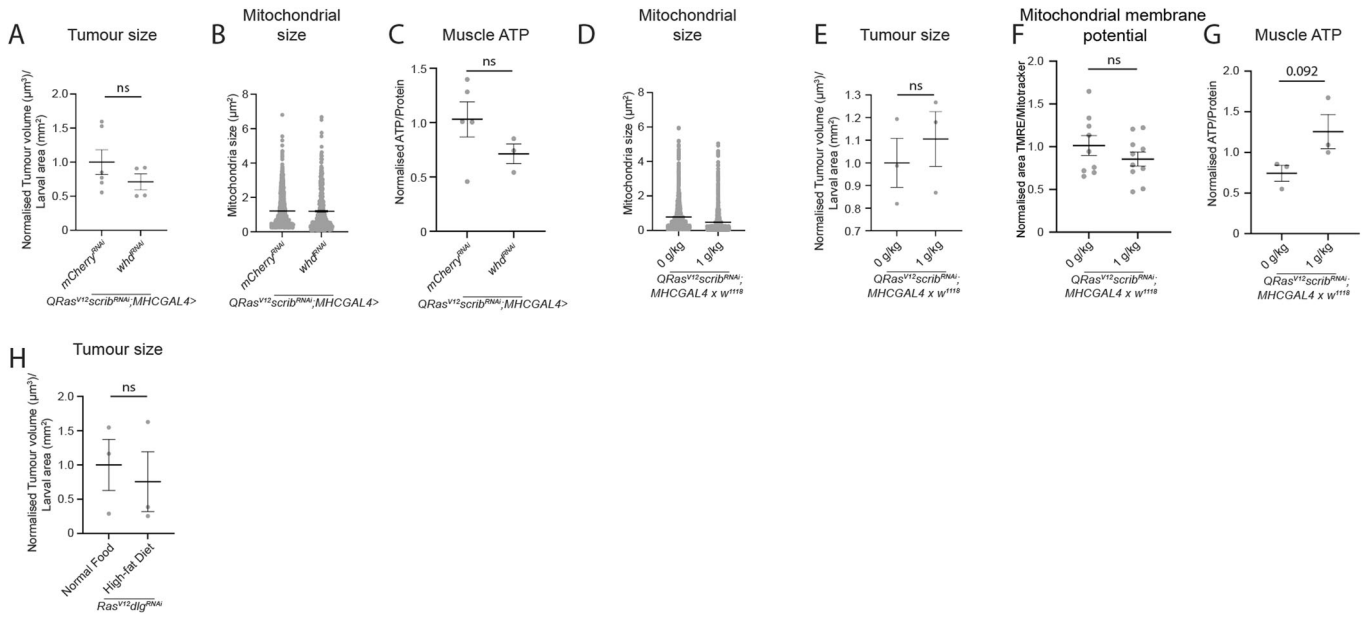 A Tumour size
Normalised Tumour volume (µm³)/
Larval area (mm²)
2.0
1.5
1.0
0.5
0
ns
mCherryᴿᴺᴬⁱ
whdᴿᴺᴬⁱ
QRasⱽ¹²scribᴿᴺᴬⁱ;MHCGAL4>
B Mitochondrial
size
Mitochondria size (µm²)
8
6
4
2
0
mCherryᴿᴺᴬⁱ
whdᴿᴺᴬⁱ
QRasⱽ¹²scribᴿᴺᴬⁱ;MHCGAL4>
C Muscle ATP
Normalised ATP/Protein
1.5
1.0
0.5
0
ns
mCherryᴿᴺᴬⁱ
whdᴿᴺᴬⁱ
QRasⱽ¹²scribᴿᴺᴬⁱ;MHCGAL4>
D Mitochondrial
size
Mitochondria size (µm²)
8
6
4
2
0
0 g/kg
1 g/kg
QRasⱽ¹²scribᴿᴺᴬⁱ;
MHCGAL4 x w¹¹¹⁸
E Tumour size
Normalised Tumour volume (µm³)/
Larval area (mm²)
1.3
1.2
1.1
1.0
0.9
0.8
0.7
ns
0 g/kg
1 g/kg
QRasⱽ¹²scribᴿᴺᴬⁱ;
MHCGAL4 x w¹¹¹⁸
Mitochondrial membrane
F potential
Normalised area TMRE/Mitotracker
2.0
1.5
1.0
0.5
0.0
ns
0 g/kg
1 g/kg
QRasⱽ¹²scribᴿᴺᴬⁱ;
MHCGAL4 x w¹¹¹⁸
G Muscle ATP
Normalised ATP/Protein
2.0
1.5
1.0
0.5
0
0.092
0 g/kg
1 g/kg
QRasⱽ¹²scribᴿᴺᴬⁱ;
MHCGAL4 x w¹¹¹⁸
H Tumour size
Normalised Tumour volume (µm³)/
Larval area (mm²)
2.0
1.5
1.0
0.5
0
ns
Normal Food
High-fat Diet
Rasⱽ¹²dlgᴿᴺᴬⁱ